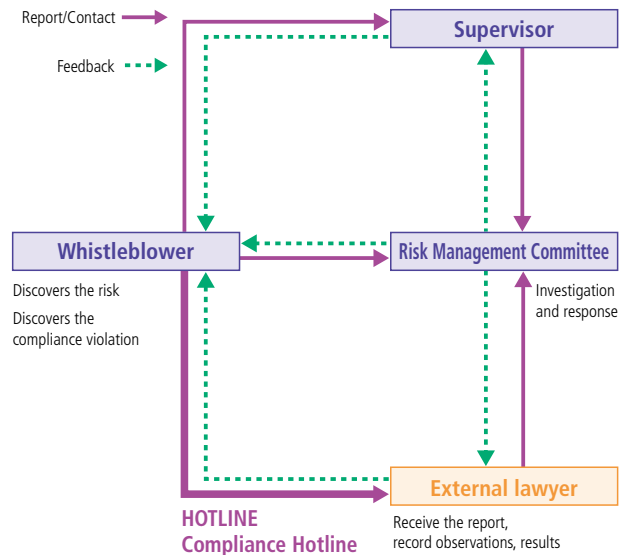 Report/Contact
Supervisor
Feedback
Whistleblower
Risk Management Committee
Discovers the risk
Discovers the
compliance violation
Investigation
and response
External lawyer
HOTLINE
Compliance Hotline
Receive the report,
record observations, results